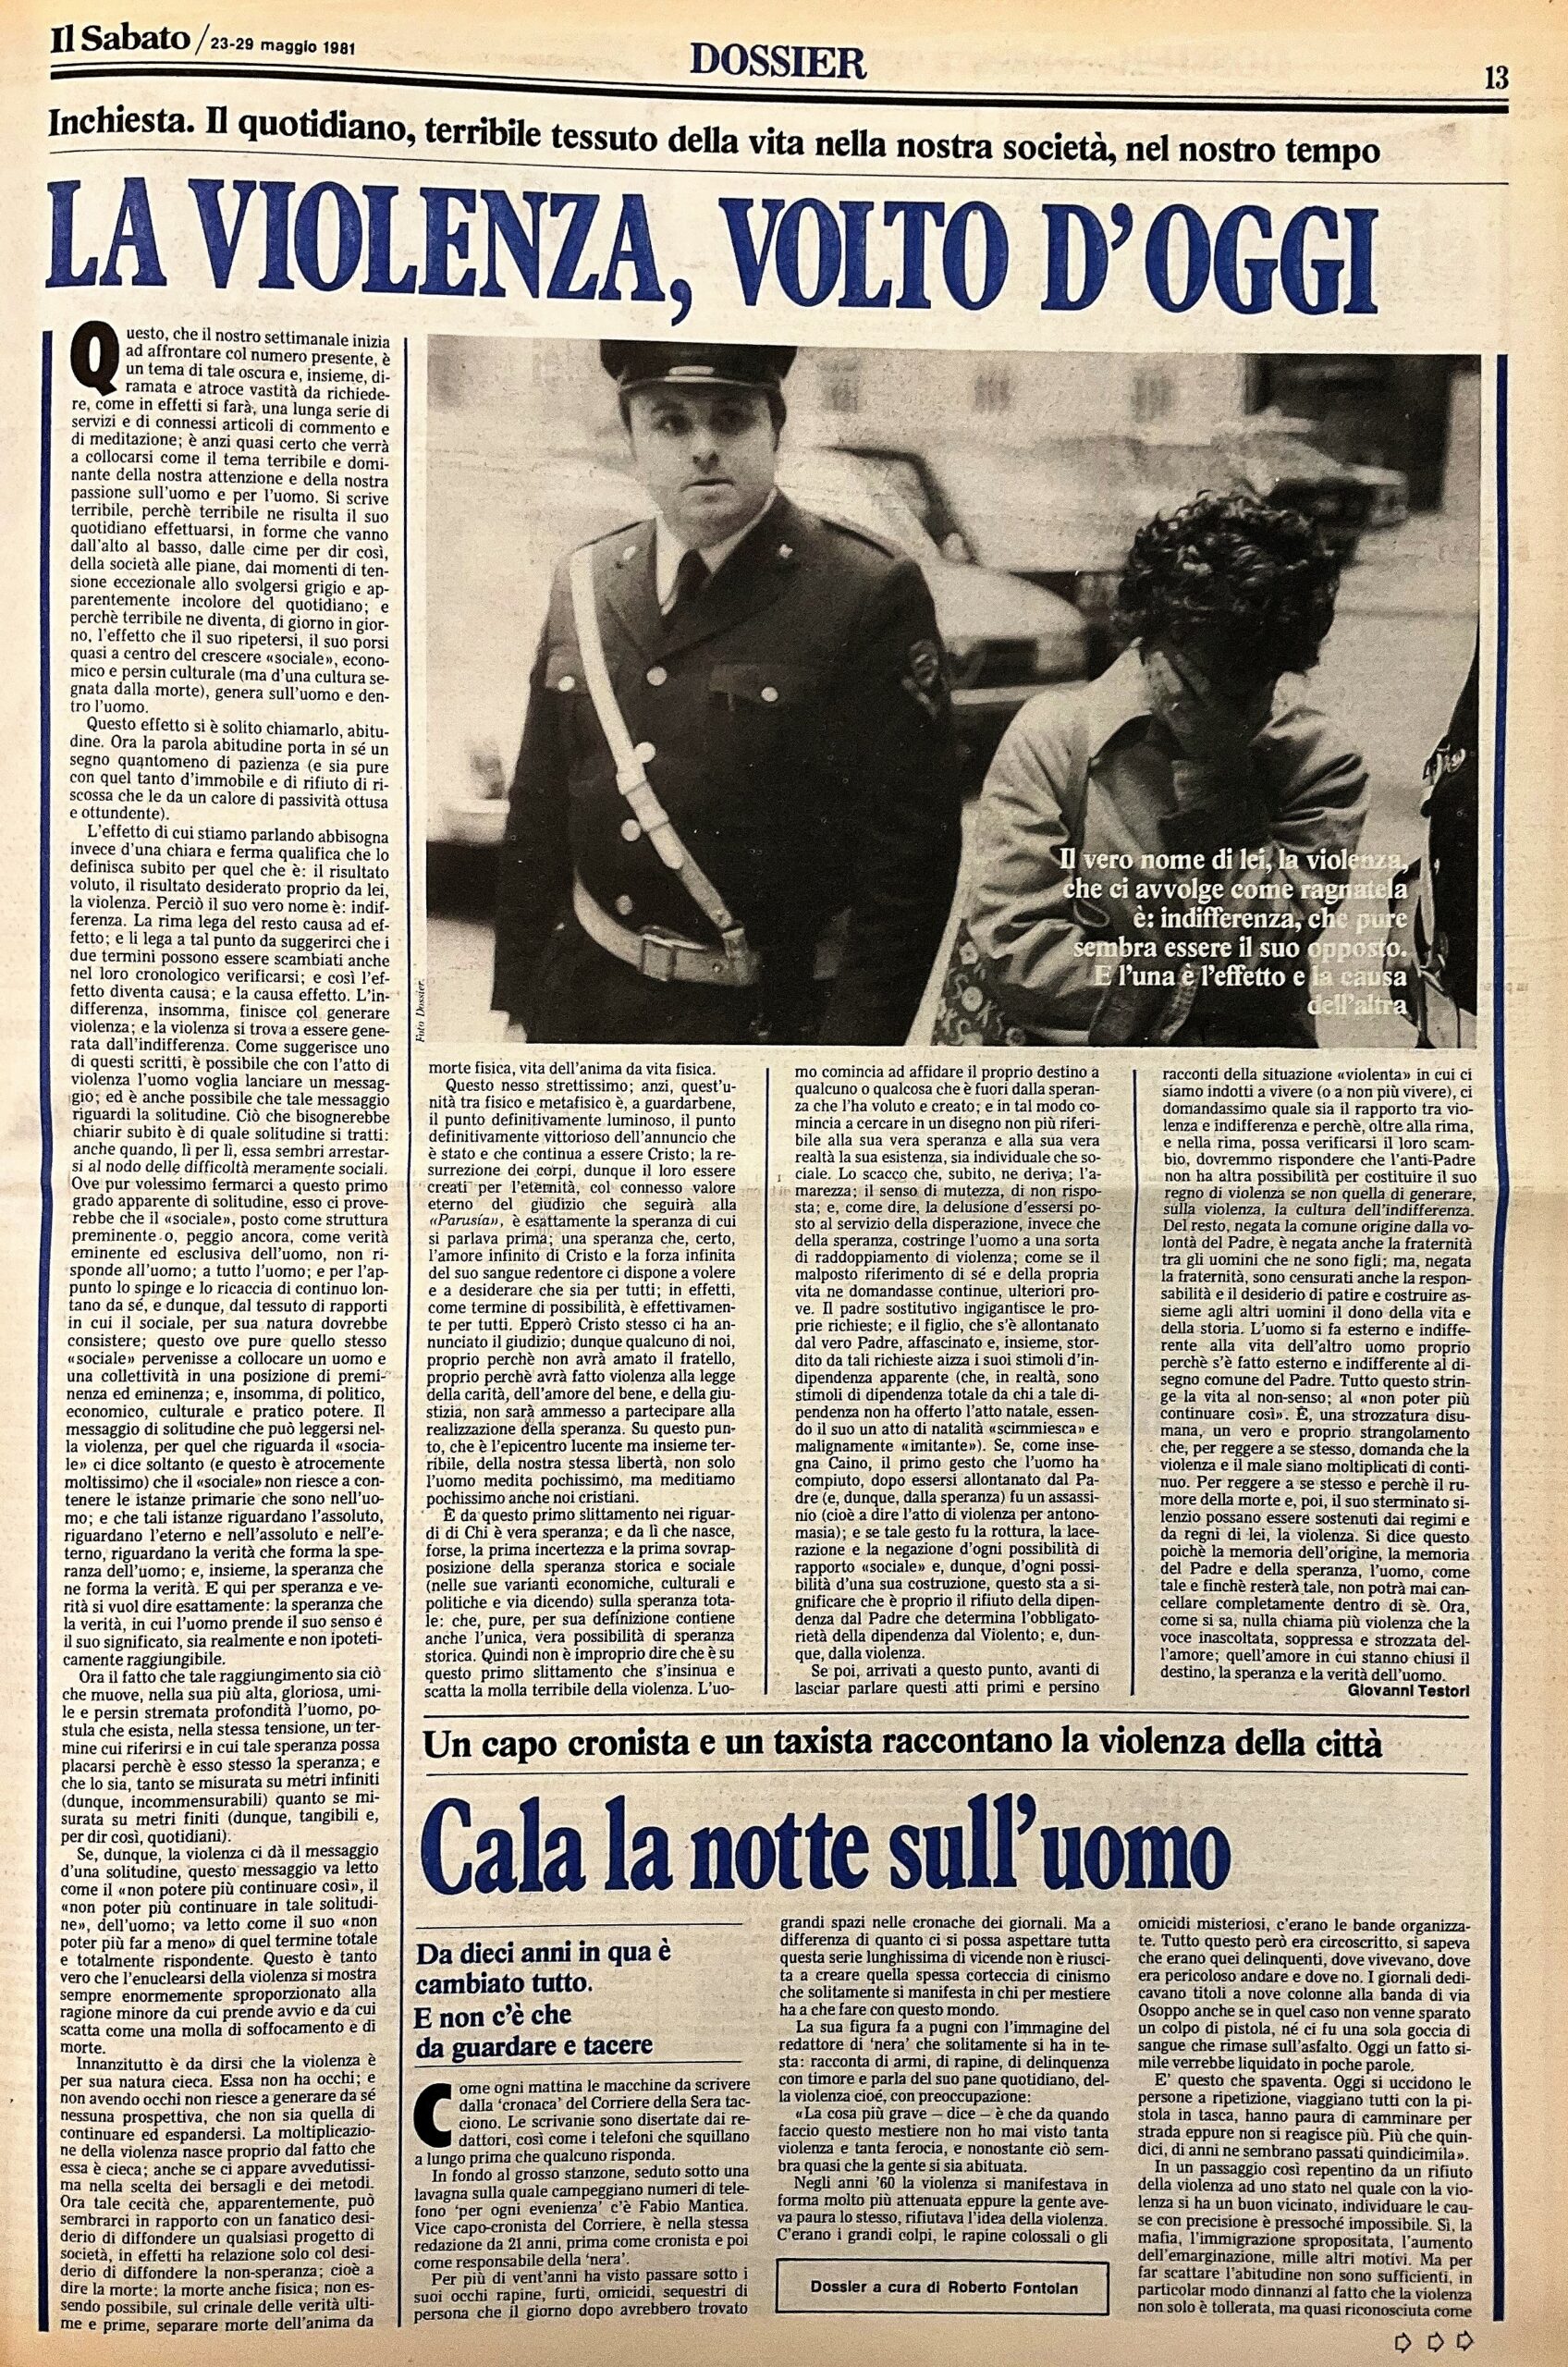 Il Sabato / 23-29 maggio 1981
DOSSIER
13
Inchiesta. Il quotidiano, terribile tessuto della vita nella nostra società, nel nostro tempo
LA VIOLENZA, VOLTO D'OGGI
Questo, che il nostro settimanale inizia
ad affrontare col numero presente, è
un tema di tale oscura e, insieme, di-
ramata e atroce vastità da richiede-
re, come in effetti si farà, una lunga serie di
servizi e di connessi articoli di commento e
di meditazione; è anzi quasi certo che verrà
a collocarsi come il tema terribile e domi-
nante della nostra attenzione e della nostra
passione sull'uomo e per l'uomo. Si scrive
terribile, perchè terribile ne risulta il suo
quotidiano effettuarsi, in forme che vanno
dall'alto al basso, dalle cime per dir così,
della società alle piane, dai momenti di ten-
sione eccezionale allo svolgersi grigio e ap-
parentemente incolore del quotidiano; e
perchè terribile ne diventa, di giorno in gior-
no, l'effetto che il suo ripetersi, il suo porsi
quasi a centro del crescere «sociale», econo-
mico e persin culturale (ma d'una cultura se-
gnata dalla morte), genera sull'uomo e den-
tro l'uomo.
Questo effetto si è solito chiamarlo, abitu-
dine. Ora la parola abitudine porta in sé un
segno quantomeno di pazienza (e sia pure
con quel tanto d'immobile e di rifiuto di ri-
scossa che le da un calore di passività ottusa
e ottundente).
L'effetto di cui stiamo parlando abbisogna
invece d'una chiara e ferma qualifica che lo
definisca subito per quel che è: il risultato
voluto, il risultato desiderato proprio da lei,
la violenza. Perciò il suo vero nome è: indif-
ferenza. La rima lega del resto causa ad ef-
fetto; e li lega a tal punto da suggerirci che i
due termini possono essere scambiati anche
nel loro cronologico verificarsi; e così l'ef-
fetto diventa causa; e la causa effetto. L'in-
differenza, insomma, finisce col generare
violenza; e la violenza si trova a essere gene-
rata dall'indifferenza. Come suggerisce uno
di questi scritti, è possibile che con l'atto di
violenza l'uomo voglia lanciare un messag-
gio; ed è anche possibile che tale messaggio
riguardi la solitudine. Ciò che bisognerebbe
chiarir subito è di quale solitudine si tratti:
anche quando, lì per lì, essa sembri arrestar-
si al nodo delle difficoltà meramente sociali.
Ove pur volessimo fermarci a questo primo
grado apparente di solitudine, esso ci prove-
rebbe che il «sociale», posto come struttura
preminente o, peggio ancora, come verità
eminente ed esclusiva dell'uomo, non ri-
sponde all'uomo; a tutto l'uomo; e per l'ap-
punto lo spinge e lo ricaccia di continuo lon-
tano da sé, e dunque, dal tessuto di rapporti
in cui il sociale, per sua natura dovrebbe
consistere; questo ove pure quello stesso
«sociale» pervenisse a collocare un uomo e
una collettività in una posizione di premi-
nenza ed eminenza; e, insomma, di politico,
economico, culturale e pratico potere. Il
messaggio di solitudine che può leggersi nel-
la violenza, per quel che riguarda il «socia-
le» ci dice soltanto (e questo è atrocemente
moltissimo) che il «sociale» non riesce a con-
tenere le istanze primarie che sono nell'uo-
mo; e che tali istanze riguardano l'assoluto,
riguardano l'eterno e nell'assoluto e nell'e-
terno, riguardano la verità che forma la spe-
ranza dell'uomo; e, insieme, la speranza che
ne forma la verità. E qui per speranza e ve-
rità si vuol dire esattamente: la speranza che
la verità, in cui l'uomo prende il suo senso e
il suo significato, sia realmente e non ipoteti-
camente raggiungibile.
Ora il fatto che tale raggiungimento sia ciò
che muove, nella sua più alta, gloriosa, umi-
le e persin stremata profondità l'uomo, po-
stula che esista, nella stessa tensione, un ter-
mine cui riferirsi e in cui tale speranza possa
placarsi perchè è esso stesso la speranza; e
che lo sia, tanto se misurata su metri infiniti
(dunque, incommensurabili) quanto se mi-
surata su metri finiti (dunque, tangibili e,
per dir così, quotidiani).
Se, dunque, la violenza ci dà il messaggio
d'una solitudine, questo messaggio va letto
come il «non potere più continuare così», il
«non poter più continuare in tale solitudi-
ne», dell'uomo; va letto come il suo «non
poter più far a meno» di quel termine totale
e totalmente rispondente. Questo è tanto
vero che l'enuclearsi della violenza si mostra
sempre enormemente sproporzionato alla
ragione minore da cui prende avvio e da cui
scatta come una molla di soffocamento e di
morte.
Innanzitutto è da dirsi che la violenza è
per sua natura cieca. Essa non ha occhi; e
non avendo occhi non riesce a generare da sé
nessuna prospettiva, che non sia quella di
continuare ed espandersi. La moltiplicazio-
ne della violenza nasce proprio dal fatto che
essa è cieca; anche se ci appare avvedutissi-
ma nella scelta dei bersagli e dei metodi.
Ora tale cecità che, apparentemente, può
sembrarci in rapporto con un fanatico desi-
derio di diffondere un qualsiasi progetto di
società, in effetti ha relazione solo col desi-
derio di diffondere la non-speranza; cioè a
dire la morte: la morte anche fisica; non es-
sendo possibile, sul crinale delle verità ulti-
me e prime, separare morte dell'anima da
Foto Dossier.
Il vero nome di lei, la violenza,
che ci avvolge come ragnatela
è: indifferenza, che pure
sembra essere il suo opposto.
E l'una è l'effetto e la causa
dell'altra
morte fisica, vita dell'anima da vita fisica.
Questo nesso strettissimo; anzi, quest'u-
nità tra fisico e metafisico è, a guardarbene,
il punto definitivamente luminoso, il punto
definitivamente vittorioso dell'annuncio che
è stato e che continua a essere Cristo; la re-
surrezione dei corpi, dunque il loro essere
creati per l'eternità, col connesso valore
eterno del giudizio che seguirà alla
«Parusía», è esattamente la speranza di cui
si parlava prima; una speranza che, certo,
l'amore infinito di Cristo e la forza infinita
del suo sangue redentore ci dispone a volere
e a desiderare che sia per tutti; in effetti,
come termine di possibilità, è effettivamen-
te per tutti. Epperò Cristo stesso ci ha an-
nunciato il giudizio; dunque qualcuno di noi,
proprio perchè non avrà amato il fratello,
proprio perchè avrà fatto violenza alla legge
della carità, dell'amore del bene, e della giu-
stizia, non sarà ammesso a partecipare alla
realizzazione della speranza. Su questo pun-
to, che è l'epicentro lucente ma insieme ter-
ribile, della nostra stessa libertà, non solo
l'uomo medita pochissimo, ma meditiamo
pochissimo anche noi cristiani.
È da questo primo slittamento nei riguar-
di di Chi è vera speranza; e da lì che nasce,
forse, la prima incertezza e la prima sovrap-
posizione della speranza storica e sociale
(nelle sue varianti economiche, culturali e
politiche e via dicendo) sulla speranza tota-
le: che, pure, per sua definizione contiene
anche l'unica, vera possibilità di speranza
storica. Quindi non è improprio dire che è su
questo primo slittamento che s'insinua e
scatta la molla terribile della violenza. L'uo-
mo comincia ad affidare il proprio destino a
qualcuno o qualcosa che è fuori dalla speran-
za che l'ha voluto e creato; e in tal modo co-
mincia a cercare in un disegno non più riferi-
bile alla sua vera speranza e alla sua vera
realtà la sua esistenza, sia individuale che so-
ciale. Lo scacco che, subito, ne deriva; l'a-
marezza; il senso di mutezza, di non rispo-
sta; e, come dire, la delusione d'essersi po-
sto al servizio della disperazione, invece che
della speranza, costringe l'uomo a una sorta
di raddoppiamento di violenza; come se il
malposto riferimento di sé e della propria
vita ne domandasse continue, ulteriori pro-
ve. Il padre sostitutivo ingigantisce le pro-
prie richieste; e il figlio, che s'è allontanato
dal vero Padre, affascinato e, insieme, stor-
dito da tali richieste aizza i suoi stimoli d'in-
dipendenza apparente (che, in realtà, sono
stimoli di dipendenza totale da chi a tale di-
pendenza non ha offerto l'atto natale, essen-
do il suo un atto di natalità «scimmiesca» e
malignamente «imitante»). Se, come inse-
gna Caino, il primo gesto che l'uomo ha
compiuto, dopo essersi allontanato dal Pa-
dre (e, dunque, dalla speranza) fu un assassi-
nio (cioè a dire l'atto di violenza per antono-
masia); e se tale gesto fu la rottura, la lace-
razione e la negazione d'ogni possibilità di
rapporto «sociale» e, dunque, d'ogni possi-
bilità d'una sua costruzione, questo sta a si-
gnificare che è proprio il rifiuto della dipen-
denza dal Padre che determina l'obbligato-
rietà della dipendenza dal Violento; e, dun-
que, dalla violenza.
Se poi, arrivati a questo punto, avanti di
lasciar parlare questi atti primi e persino
racconti della situazione «violenta» in cui ci
siamo indotti a vivere (o a non più vivere), ci
domandassimo quale sia il rapporto tra vio-
lenza e indifferenza e perchè, oltre alla rima,
e nella rima, possa verificarsi il loro scam-
bio, dovremmo rispondere che l'anti-Padre
non ha altra possibilità per costituire il suo
regno di violenza se non quella di generare,
sulla violenza, la cultura dell'indifferenza.
Del resto, negata la comune origine dalla vo-
lontà del Padre, è negata anche la fraternità
tra gli uomini che ne sono figli; ma, negata
la fraternità, sono censurati anche la respon-
sabilità e il desiderio di patire e costruire as-
sieme agli altri uomini il dono della vita e
della storia. L'uomo si fa esterno e indiffe-
rente alla vita dell'altro uomo proprio
perchè s'è fatto esterno e indifferente al di-
segno comune del Padre. Tutto questo strin-
ge la vita al non-senso; al «non poter più
continuare così». È, una strozzatura disu-
mana, un vero e proprio strangolamento
che, per reggere a se stesso, domanda che la
violenza e il male siano moltiplicati di conti-
nuo. Per reggere a se stesso e perchè il ru-
more della morte e, poi, il suo sterminato si-
lenzio possano essere sostenuti dai regimi e
da regni di lei, la violenza. Si dice questo
poichè la memoria dell'origine, la memoria
del Padre e della speranza, l'uomo, come
tale e finchè resterà tale, non potrà mai can-
cellare completamente dentro di sè. Ora,
come si sa, nulla chiama più violenza che la
voce inascoltata, soppressa e strozzata del-
l'amore; quell'amore in cui stanno chiusi il
destino, la speranza e la verità dell'uomo.
Giovanni Testori
Un capo cronista e un taxista raccontano la violenza della città
Cala la notte sull'uomo
Da dieci anni in qua è
cambiato tutto.
E non c'è che
da guardare e tacere
Come ogni mattina le macchine da scrivere
dalla 'cronaca' del Corriere della Sera tac-
ciono. Le scrivanie sono disertate dai re-
dattori, così come i telefoni che squillano
a lungo prima che qualcuno risponda.
In fondo al grosso stanzone, seduto sotto una
lavagna sulla quale campeggiano numeri di tele-
fono 'per ogni evenienza' c'è Fabio Mantica.
Vice capo-cronista del Corriere, è nella stessa
redazione da 21 anni, prima come cronista e poi
come responsabile della 'nera'.
Per più di vent'anni ha visto passare sotto i
suoi occhi rapine, furti, omicidi, sequestri di
persona che il giorno dopo avrebbero trovato
grandi spazi nelle cronache dei giornali. Ma a
differenza di quanto ci si possa aspettare tutta
questa serie lunghissima di vicende non è riusci-
ta a creare quella spessa corteccia di cinismo
che solitamente si manifesta in chi per mestiere
ha a che fare con questo mondo.
La sua figura fa a pugni con l'immagine del
redattore di 'nera' che solitamente si ha in te-
sta: racconta di armi, di rapine, di delinquenza
con timore e parla del suo pane quotidiano, del-
la violenza cioé, con preoccupazione:
«La cosa più grave – dice – è che da quando
faccio questo mestiere non ho mai visto tanta
violenza e tanta ferocia, e nonostante ciò sem-
bra quasi che la gente si sia abituata.
Negli anni '60 la violenza si manifestava in
forma molto più attenuata eppure la gente ave-
va paura lo stesso, rifiutava l'idea della violenza.
C'erano i grandi colpi, le rapine colossali o gli
Dossier a cura di Roberto Fontolan
omicidi misteriosi, c'erano le bande organizza-
te. Tutto questo però era circoscritto, si sapeva
che erano quei delinquenti, dove vivevano, dove
era pericoloso andare e dove no. I giornali dedi-
cavano titoli a nove colonne alla banda di via
Osoppo anche se in quel caso non venne sparato
un colpo di pistola, né ci fu una sola goccia di
sangue che rimase sull'asfalto. Oggi un fatto si-
mile verrebbe liquidato in poche parole.
E' questo che spaventa. Oggi si uccidono le
persone a ripetizione, viaggiano tutti con la pi-
stola in tasca, hanno paura di camminare per
strada eppure non si reagisce più. Più che quin-
dici, di anni ne sembrano passati quindicimila».
In un passaggio così repentino da un rifiuto
della violenza ad uno stato nel quale con la vio-
lenza si ha un buon vicinato, individuare le cau-
se con precisione è pressoché impossibile. Sì, la
mafia, l'immigrazione spropositata, l'aumento
dell'emarginazione, mille altri motivi. Ma per
far scattare l'abitudine non sono sufficienti, in
particolar modo dinnanzi al fatto che la violenza
non solo è tollerata, ma quasi riconosciuta come